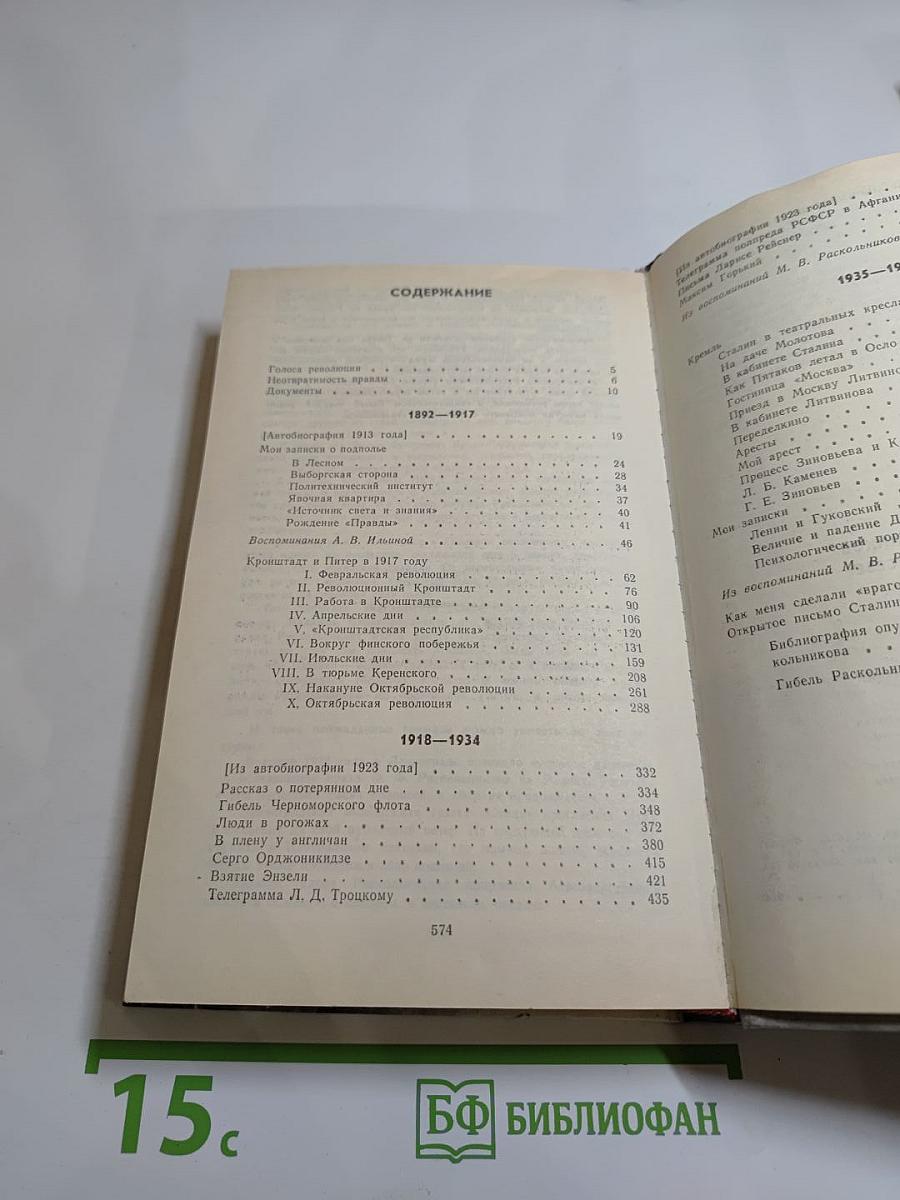 СОДЕРЖАНИЕ
Голоса революции . . . 5
Неотвратимость правды . . . 6
Документы . . . 10
1892—1917
[Автобиография 1913 года] . . . 19
Мои записки о подполье
В Лесном . . . 24
Выборгская сторона . . . 28
Политехнический институт . . . 34
Явочная квартира . . . 37
«Источник света и знания» . . . 40
Рождение «Правды» . . . 41
Воспоминания А. В. Ильиной . . . 46
Кронштадт и Питер в 1917 году
I. Февральская революция . . . 62
II. Революционный Кронштадт . . . 76
III. Работа в Кронштадте . . . 90
IV. Апрельские дни . . . 106
V. «Кронштадтская республика» . . . 120
VI. Вокруг финского побережья . . . 131
VII. Июльские дни . . . 159
VIII. В тюрьме Керенского . . . 208
IX. Накануне Октябрьской революции . . . 261
X. Октябрьская революция . . . 288
1918—1934
[Из автобиографии 1923 года] . . . 332
Рассказ о потерянном дне . . . 334
Гибель Черноморского флота . . . 348
Люди в рогожах . . . 372
В плену у англичан . . . 380
Серго Орджоникидзе . . . 415
Взятие Энзели . . . 421
Телеграмма Л. Д. Троцкому . . . 435
574
[Из автобиографии 1923 года] . . .
Телеграмма полпреда РСФСР в Афгани
Письма Ларисе Рейснер . . .
Максим Горький . . .
Из воспоминаний М. В. Раскольников
1935—19
Кремль
Сталин в театральных кресла
На даче Молотова . . .
В кабинете Сталина . . .
Как Пятаков летал в Осло
Гостиница «Москва» . . .
Приезд в Москву Литвино
В кабинете Литвинова . . .
Переделкино . . .
Аресты . . .
Мой арест . . .
Процесс Зиновьева и К
Л. Б. Каменев . . .
Г. Е. Зиновьев . . .
Мои записки . . .
Ленин и Гуковский . . .
Величие и падение Д
Психологический пор
Из воспоминаний М. В. Р
Как меня сделали «враго
Открытое письмо Сталин
Библиография опу
кольникова . . .
Гибель Раскольни
15 с
БФ БИБЛИОФАН